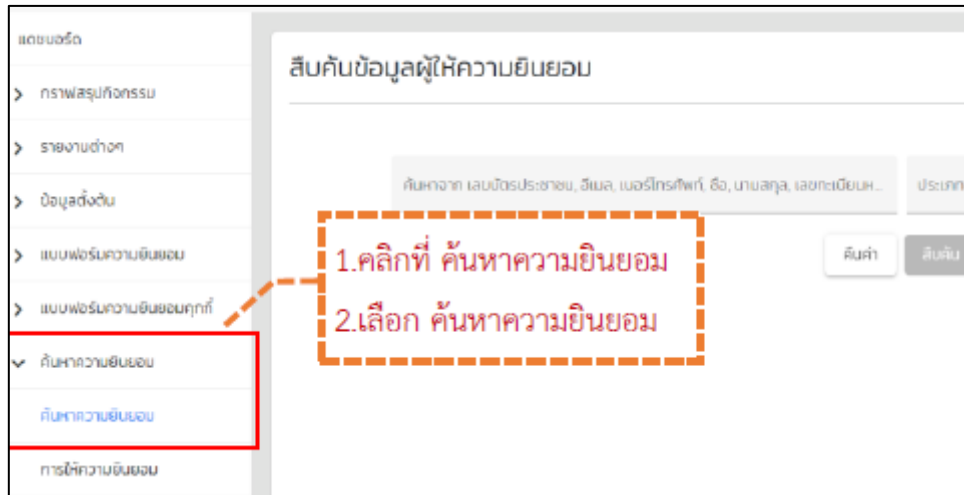 แดชบอร์ด
กราฟสรุปกิจกรรม
รายงานต่างๆ
ข้อมูลตั้งต้น
แบบฟอร์มความยินยอม
แบบฟอร์มความยินยอมคุกกี้
ค้นหาความยินยอม
ค้นหาความยินยอม
การให้ความยินยอม
สืบค้นข้อมูลผู้ให้ความยินยอม
ค้นหาจาก เลขบัตรประชาชน, อีเมล, เบอร์โทรศัพท์, ชื่อ, นามสกุล, เลขทะเบียนห...
ประเภท
คืนค่า
สืบค้น
1.คลิกที่ ค้นหาความยินยอม
2.เลือก ค้นหาความยินยอม